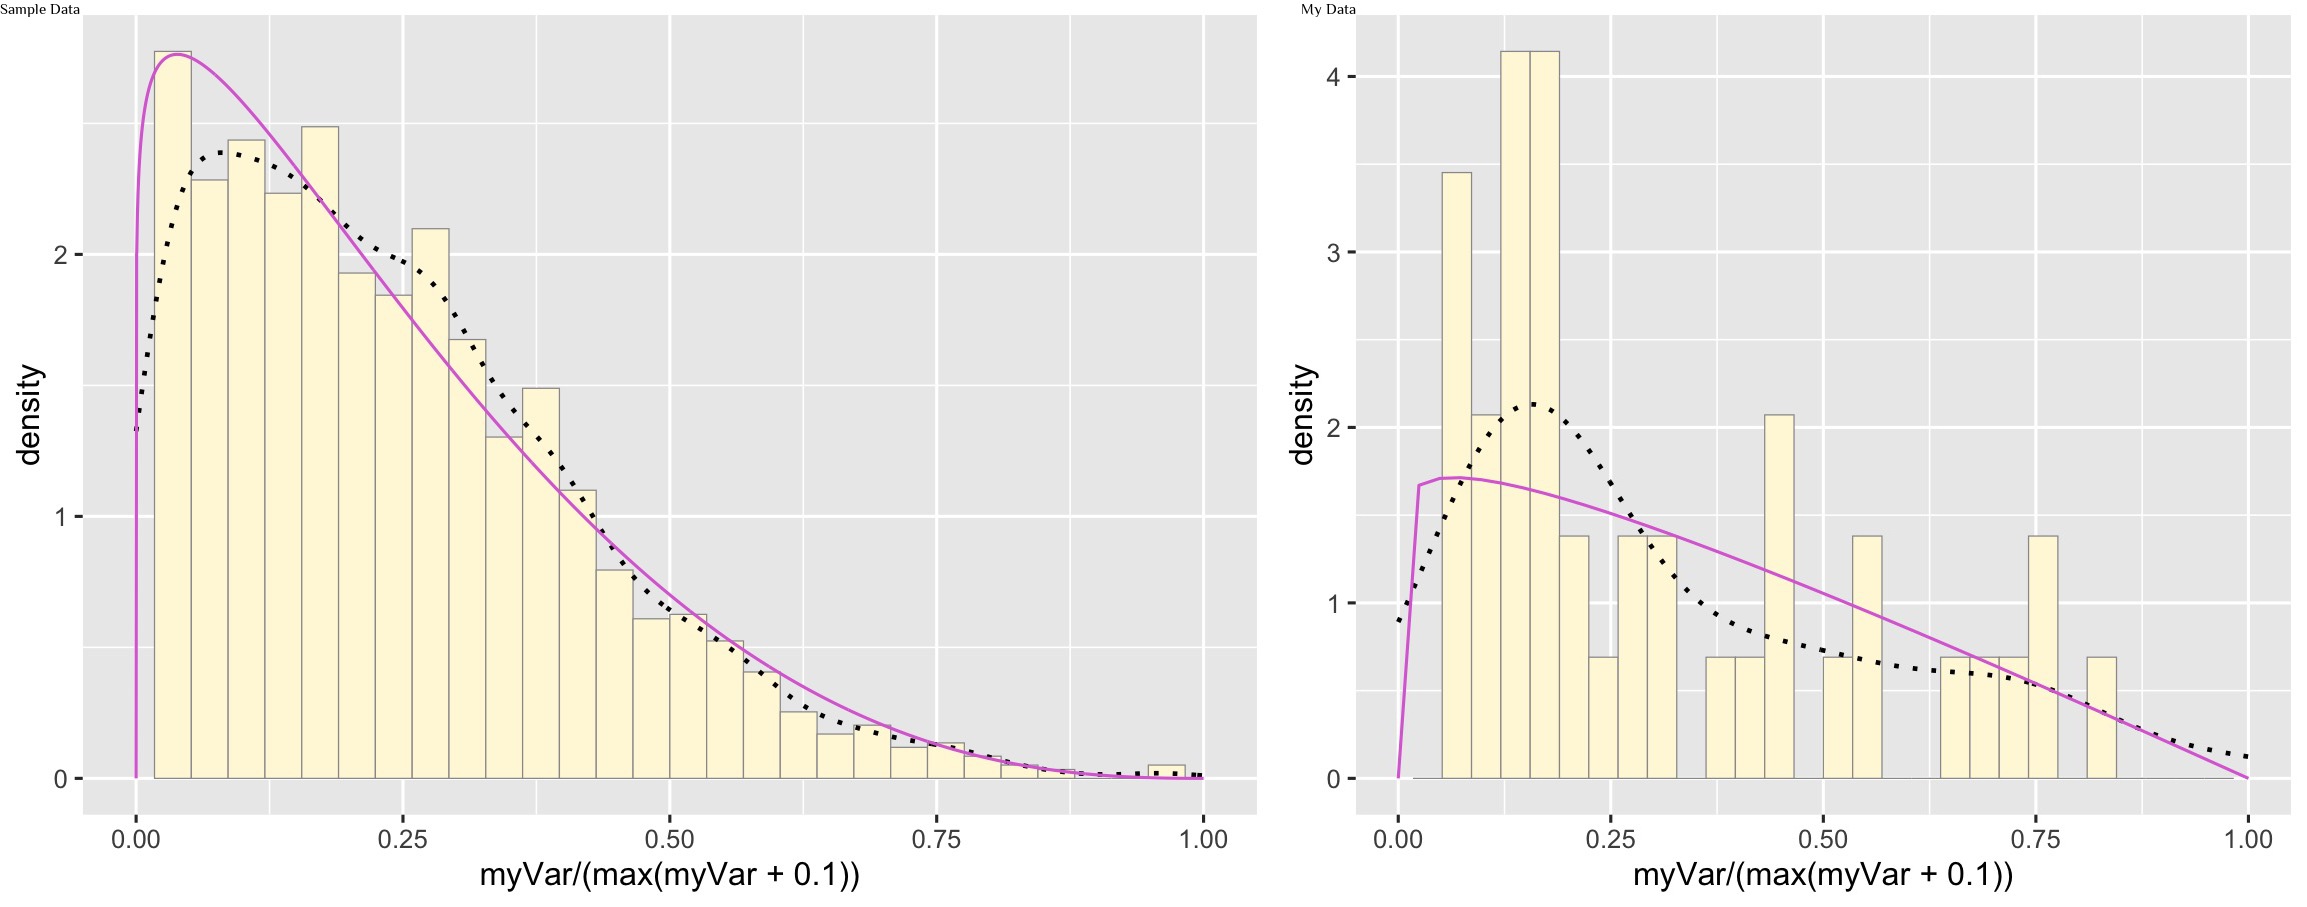 Sample Data
density
2
1
0
0.00 0.25 0.50 0.75 1.00
myVar/(max(myVar + 0.1))
My Data
density
4
3
2
1
0
0.00 0.25 0.50 0.75 1.00
myVar/(max(myVar + 0.1))